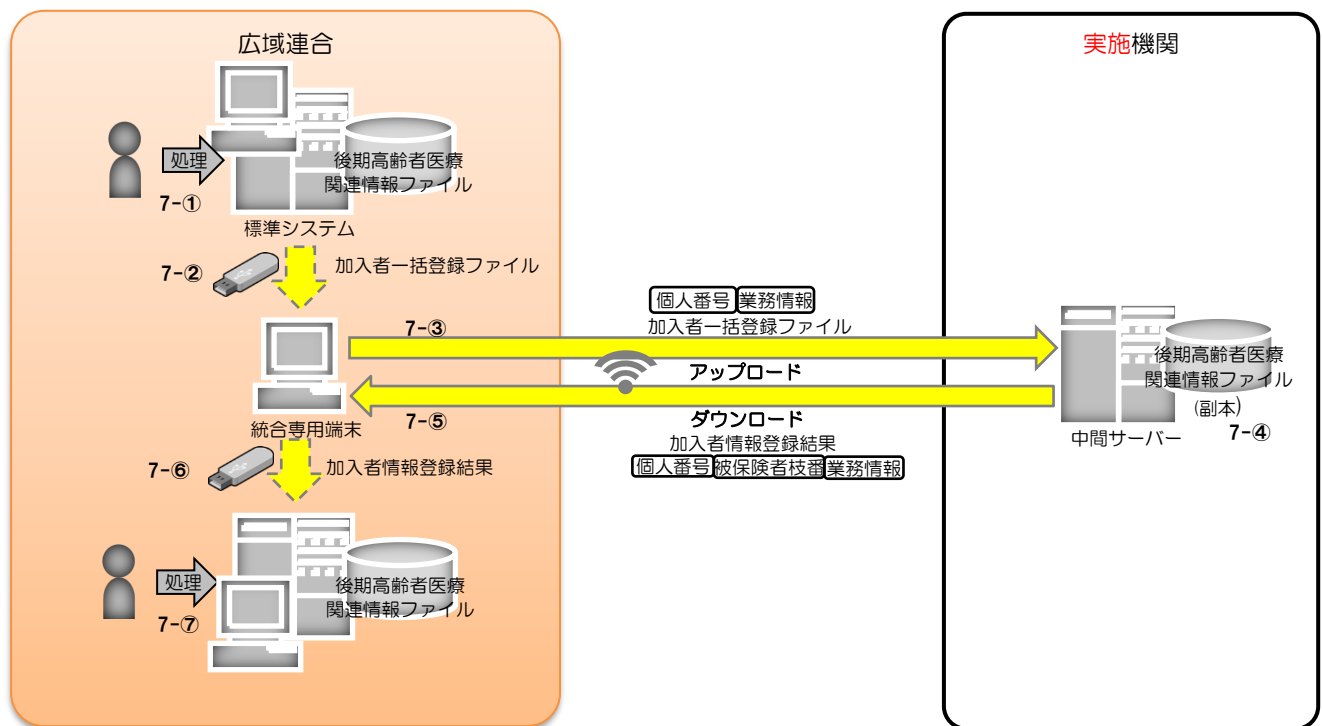 広域連合
処理
7-①
後期高齢者医療
関連情報ファイル
標準システム
7-②
加入者一括登録ファイル
統合専用端末
7-⑥
加入者情報登録結果
処理
7-⑦
後期高齢者医療
関連情報ファイル
7-③
個人番号 業務情報
加入者一括登録ファイル
アップロード
7-⑤
ダウンロード
加入者情報登録結果
個人番号 被保険者枝番 業務情報
実施機関
後期高齢者医療
関連情報ファイル
(副本)
7-④
中間サーバー